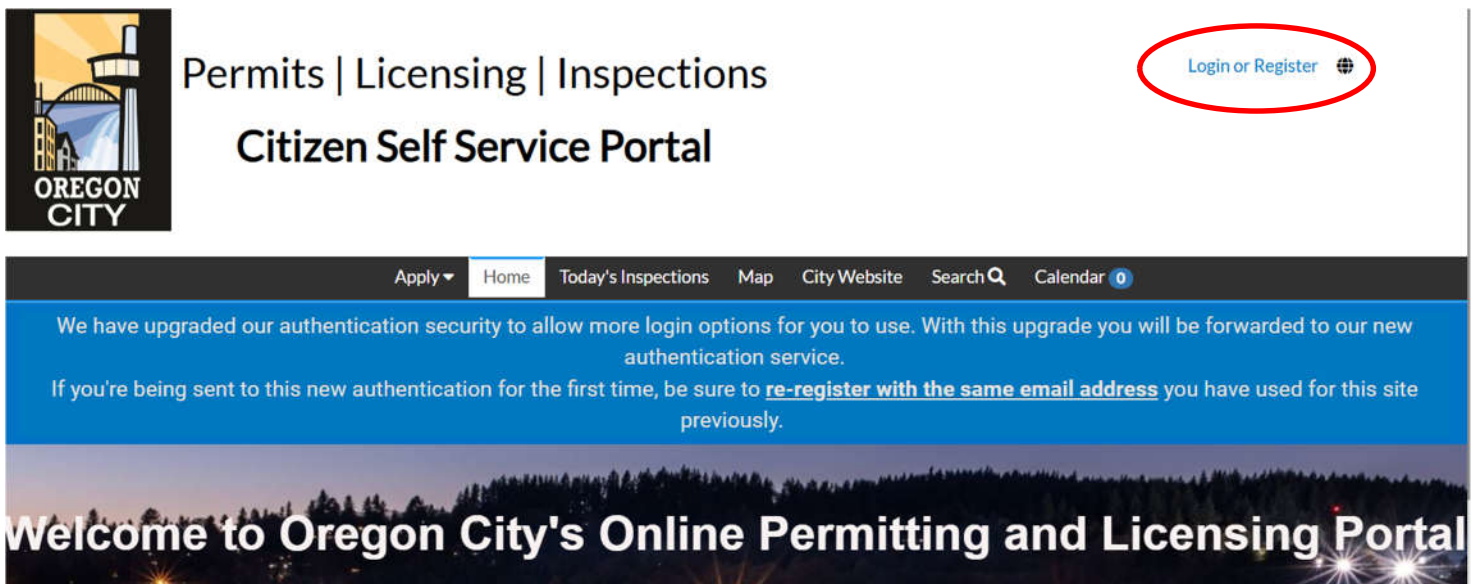 OREGON
CITY
Permits | Licensing | Inspections
Citizen Self Service Portal
Login or Register
Apply Home Today's Inspections Map City Website Search Calendar 0
We have upgraded our authentication security to allow more login options for you to use. With this upgrade you will be forwarded to our new
authentication service.
If you're being sent to this new authentication for the first time, be sure to re-register with the same email address you have used for this site
previously.
Welcome to Oregon City's Online Permitting and Licensing Portal